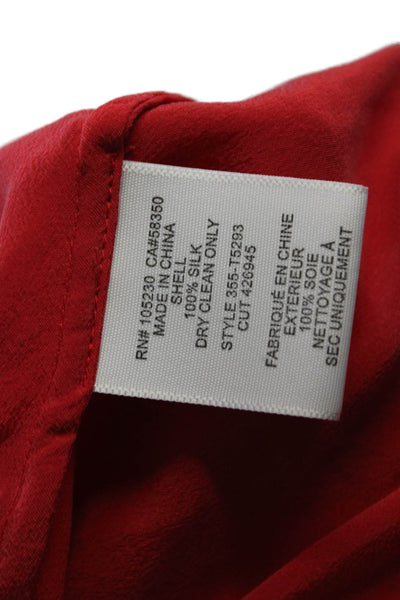 RN# 105230 CA#58350
MADE IN CHINA
SHELL
100% SILK
DRY CLEAN ONLY
STYLE 355-T5293
CUT 426945
FABRIQUÉ EN CHINE
EXTERIEUR
100% SOIE
NETTOYAGE À
SEC UNIQUEMENT